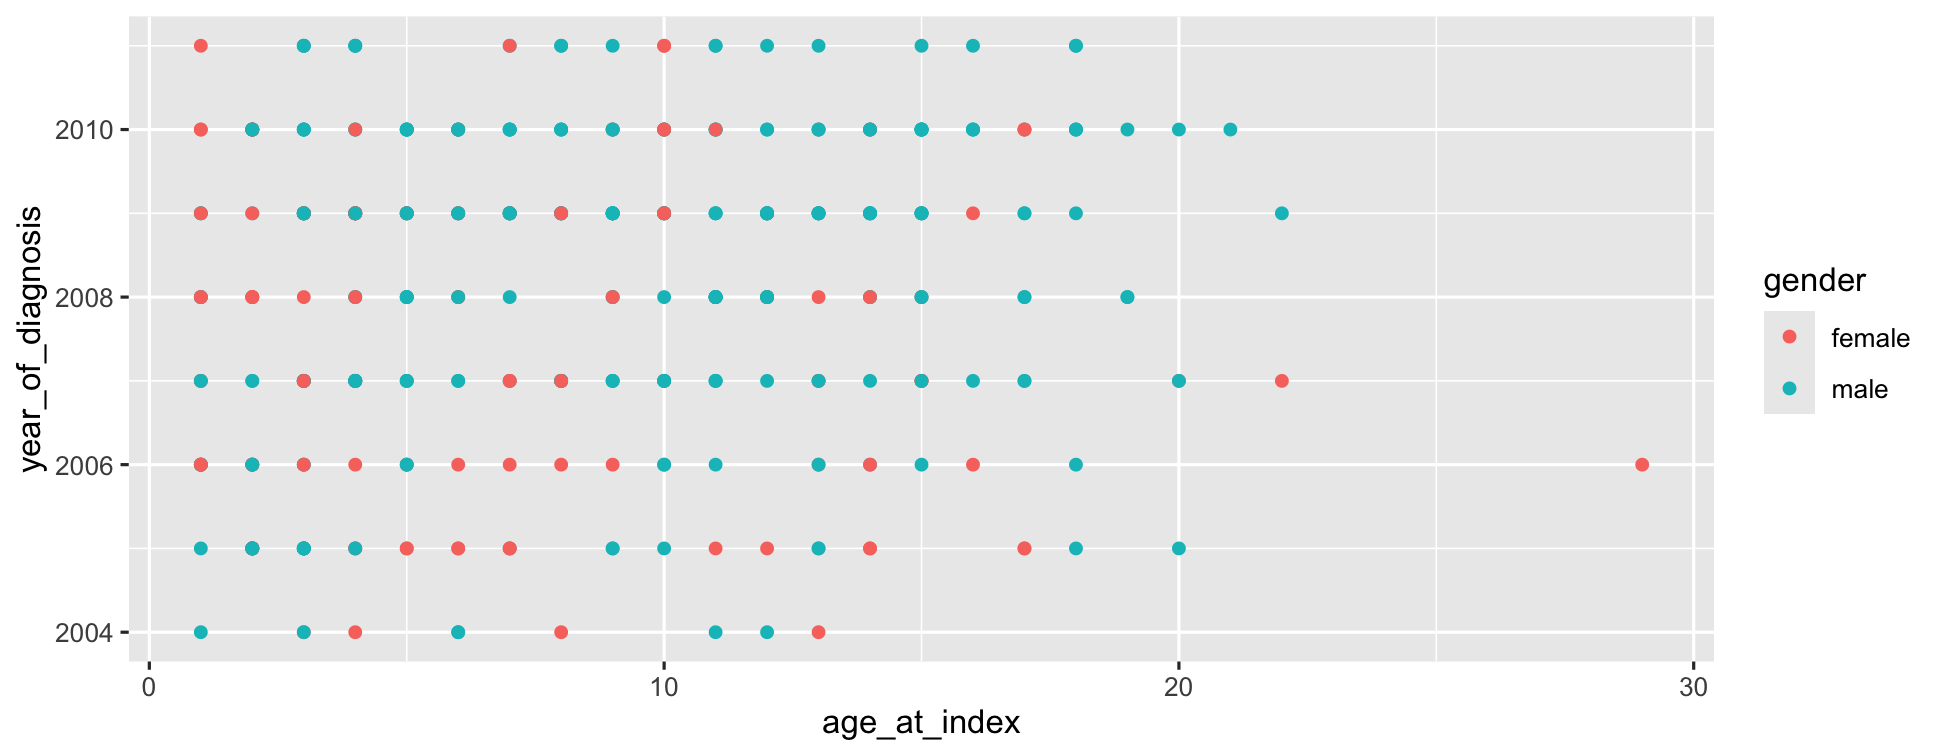 year_of_diagnosis
2010
2008
2006
2004
0 10 20 30
age_at_index
gender
female
male